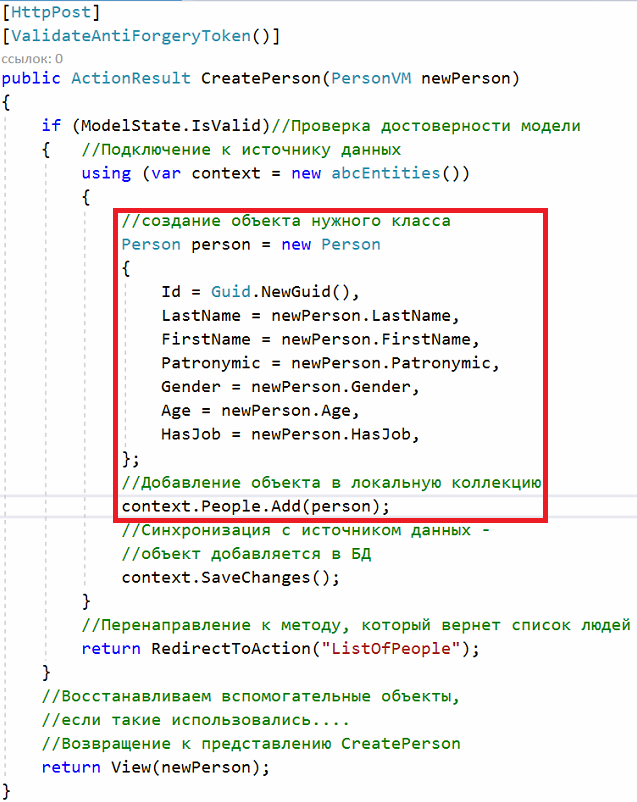 [HttpPost]
[ValidateAntiForgeryToken()]
ссылок: 0
public ActionResult CreatePerson(PersonVM newPerson)
{
if (ModelState.IsValid)//Проверка достоверности модели
{ //Подключение к источнику данных
using (var context = new abcEntities())
{
//создание объекта нужного класса
Person person = new Person
{
Id = Guid.NewGuid(),
LastName = newPerson.LastName,
FirstName = newPerson.FirstName,
Patronymic = newPerson.Patronymic,
Gender = newPerson.Gender,
Age = newPerson.Age,
HasJob = newPerson.HasJob,
};
//Добавление объекта в локальную коллекцию
context.People.Add(person);
//Синхронизация с источником данных -
//объект добавляется в БД
context.SaveChanges();
}
//Перенаправление к методу, который вернет список людей
return RedirectToAction("ListOfPeople");
}
//Восстанавливаем вспомогательные объекты,
//если такие использовались....
//Возвращение к представлению CreatePerson
return View(newPerson);
}